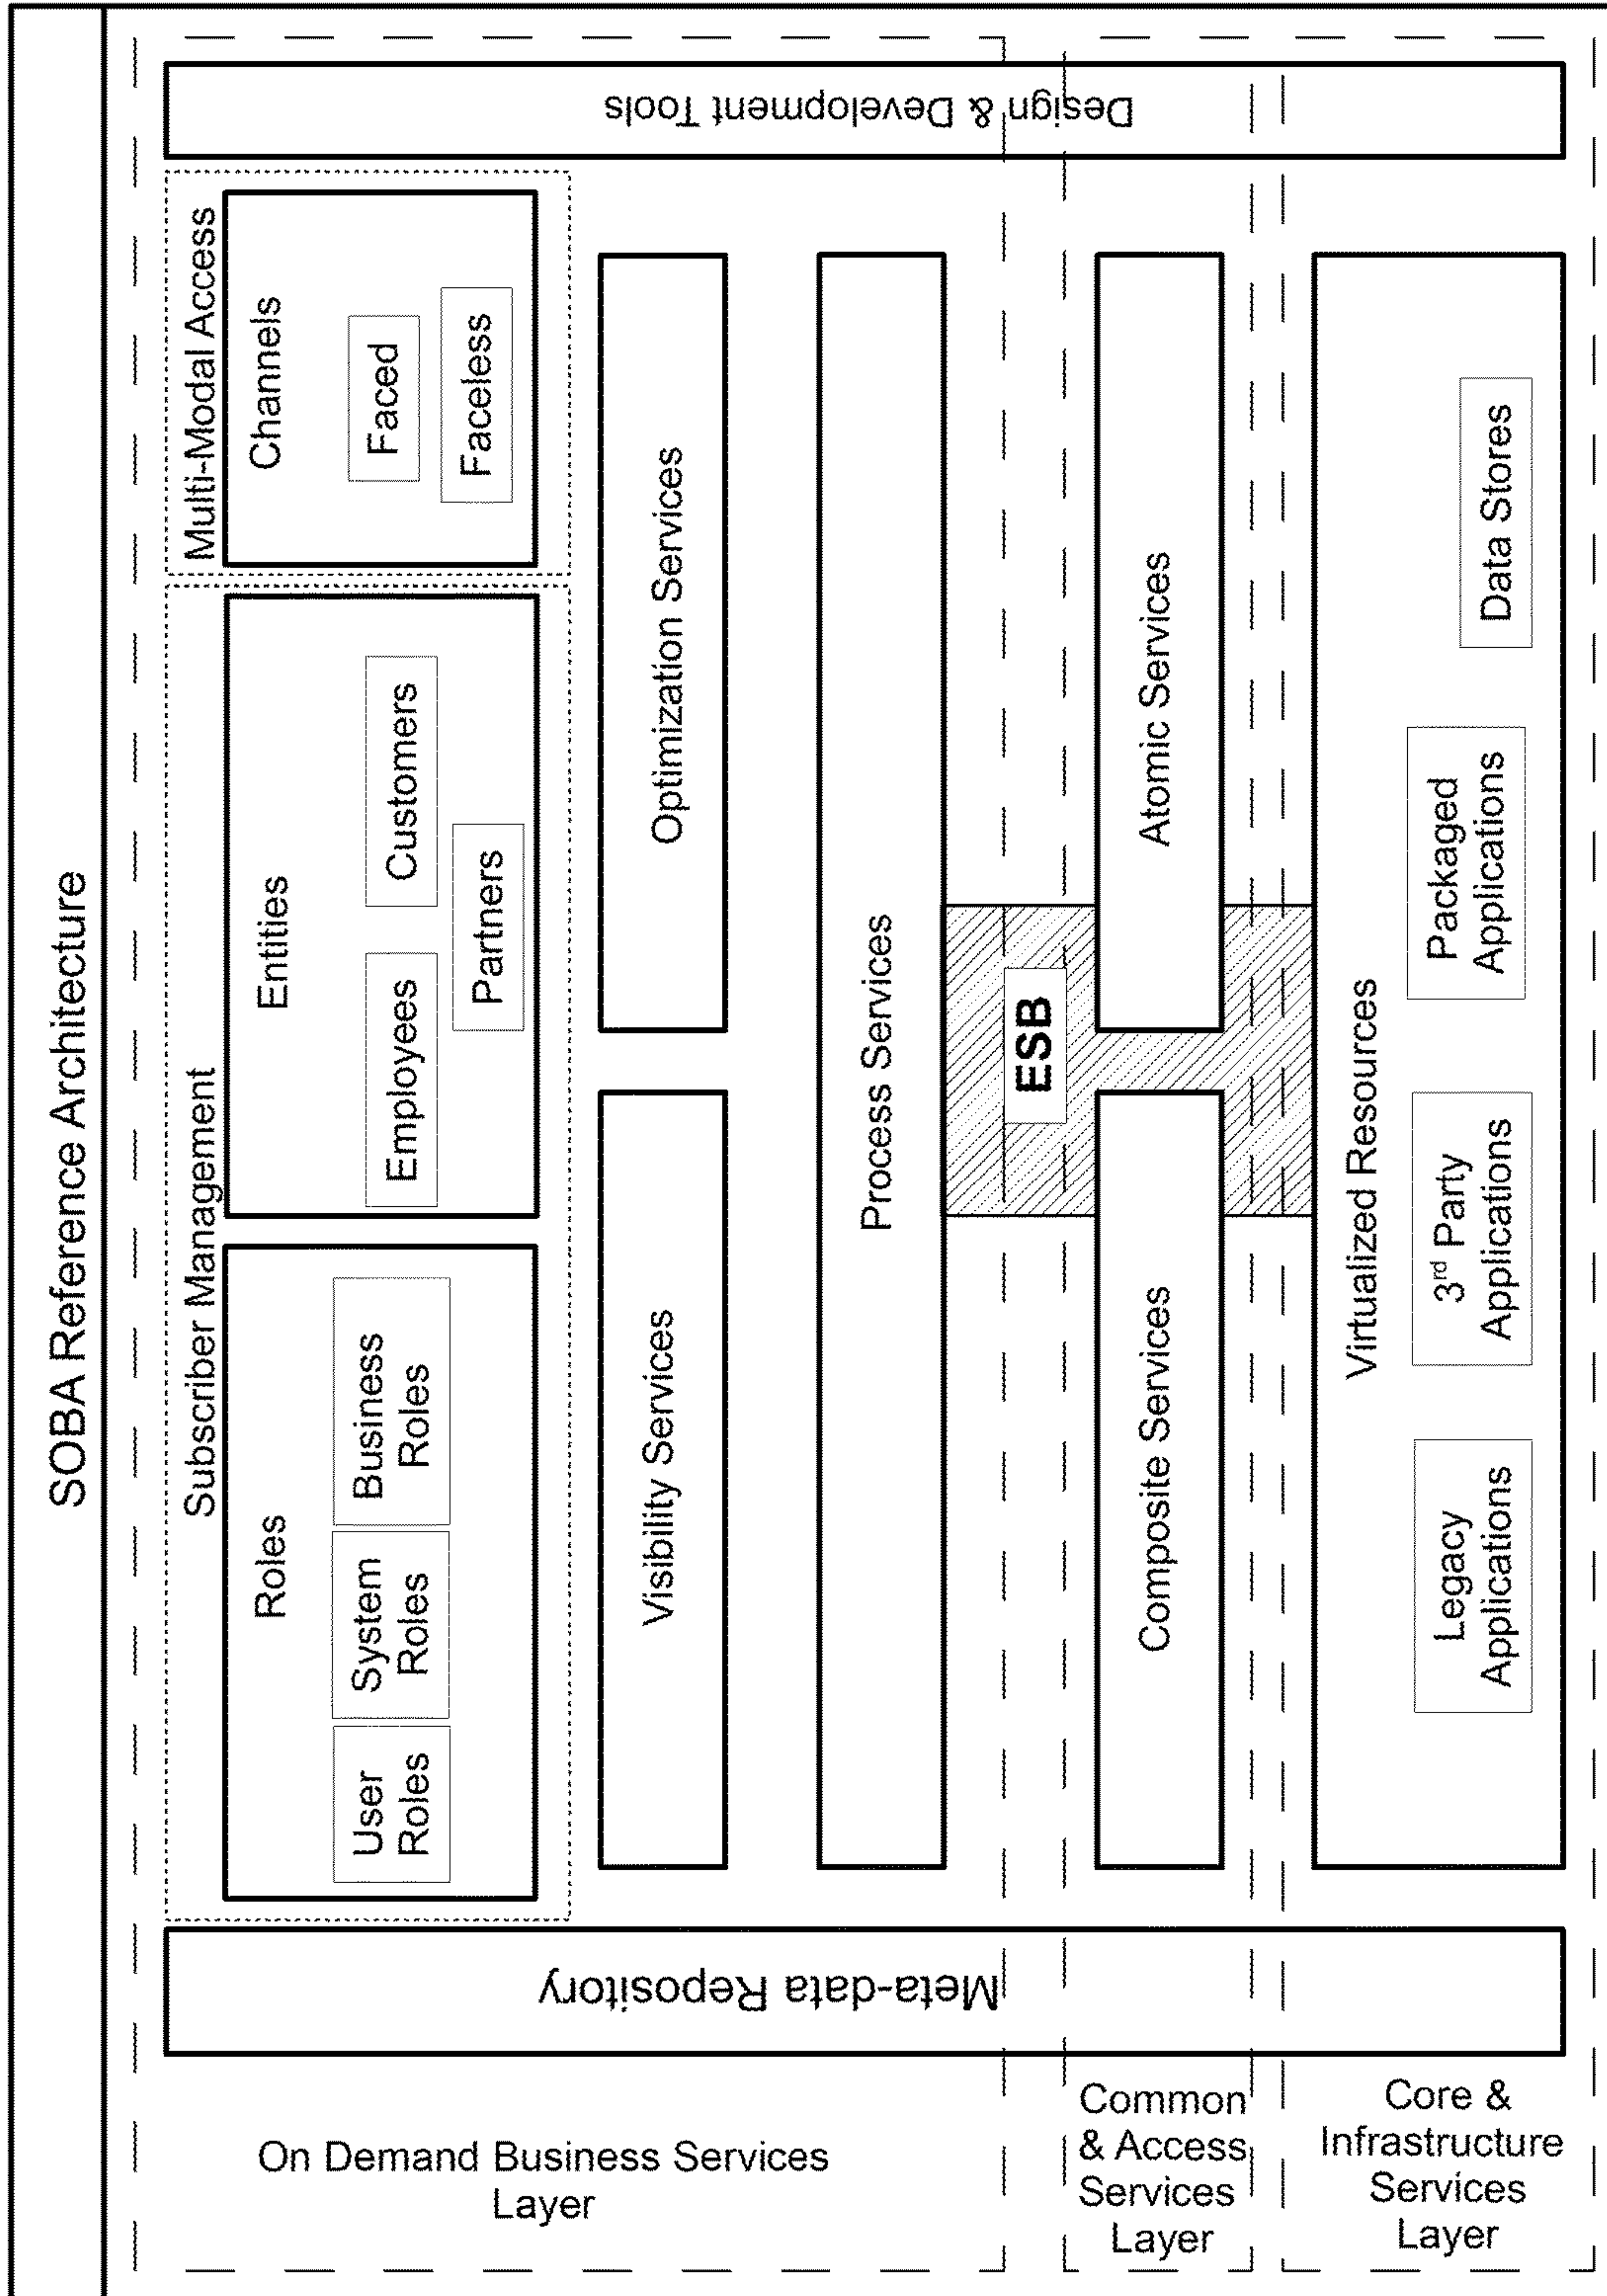 SOBA Reference Architecture
On Demand Business Services
Layer
Meta-data Repository
Subscriber Management
Roles
User
Roles
System
Roles
Business
Roles
Entities
Employees
Customers
Partners
Multi-Modal Access
Channels
Faced
Faceless
Visibility Services
Optimization Services
Process Services
ESB
Common
& Access
Services
Layer
Composite Services
Atomic Services
Core &
Infrastructure
Services
Layer
Virtualized Resources
Legacy
Applications
3rd Party
Applications
Packaged
Applications
Data Stores
Design & Development Tools